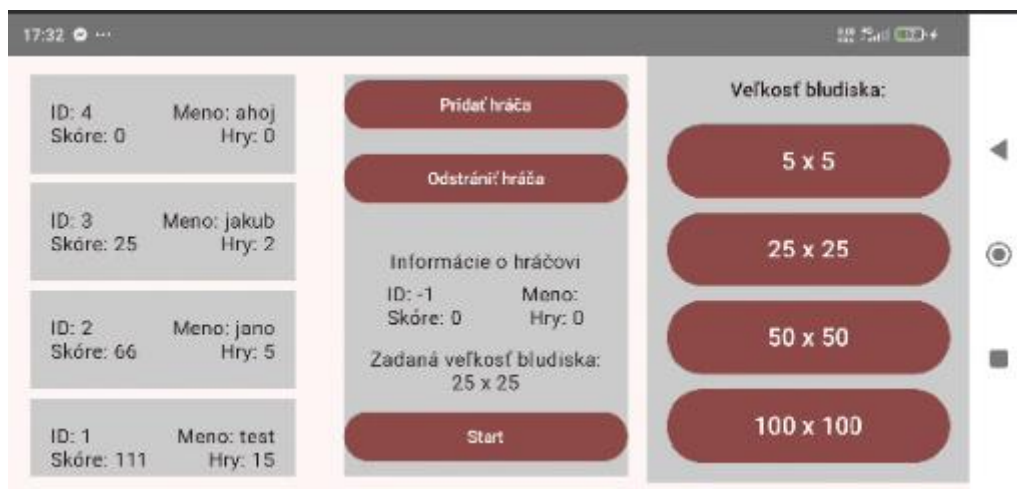 17:32
ID: 4 Meno: ahoj
Skóre: 0 Hry: 0
ID: 3 Meno: jakub
Skóre: 25 Hry: 2
ID: 2 Meno: jano
Skóre: 66 Hry: 5
ID: 1 Meno: test
Skóre: 111 Hry: 15
Pridať hráča
Odstrániť hráča
Informácie o hráčovi
ID: -1 Meno:
Skóre: 0 Hry: 0
Zadaná veľkosť bludiska:
25 x 25
Start
Veľkosť bludiska:
5 x 5
25 x 25
50 x 50
100 x 100